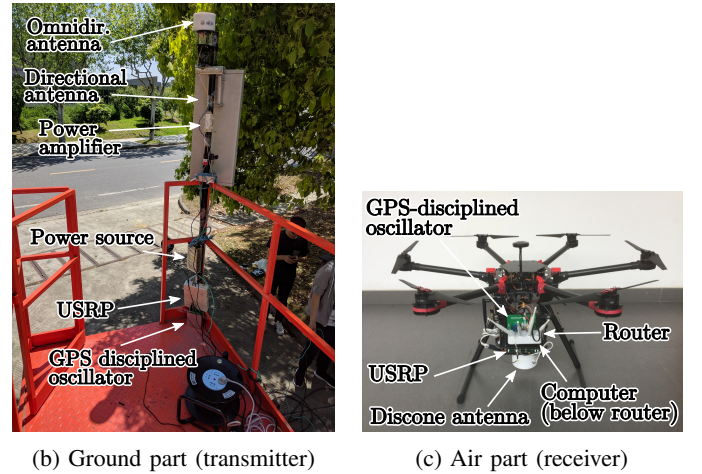 Omnidir.
antenna
Directional
antenna
Power
amplifier
Power source
USRP
GPS disciplined
oscillator
(b) Ground part (transmitter)
GPS-disciplined
oscillator
Router
USRP
Computer
(below router)
Discone antenna
(c) Air part (receiver)